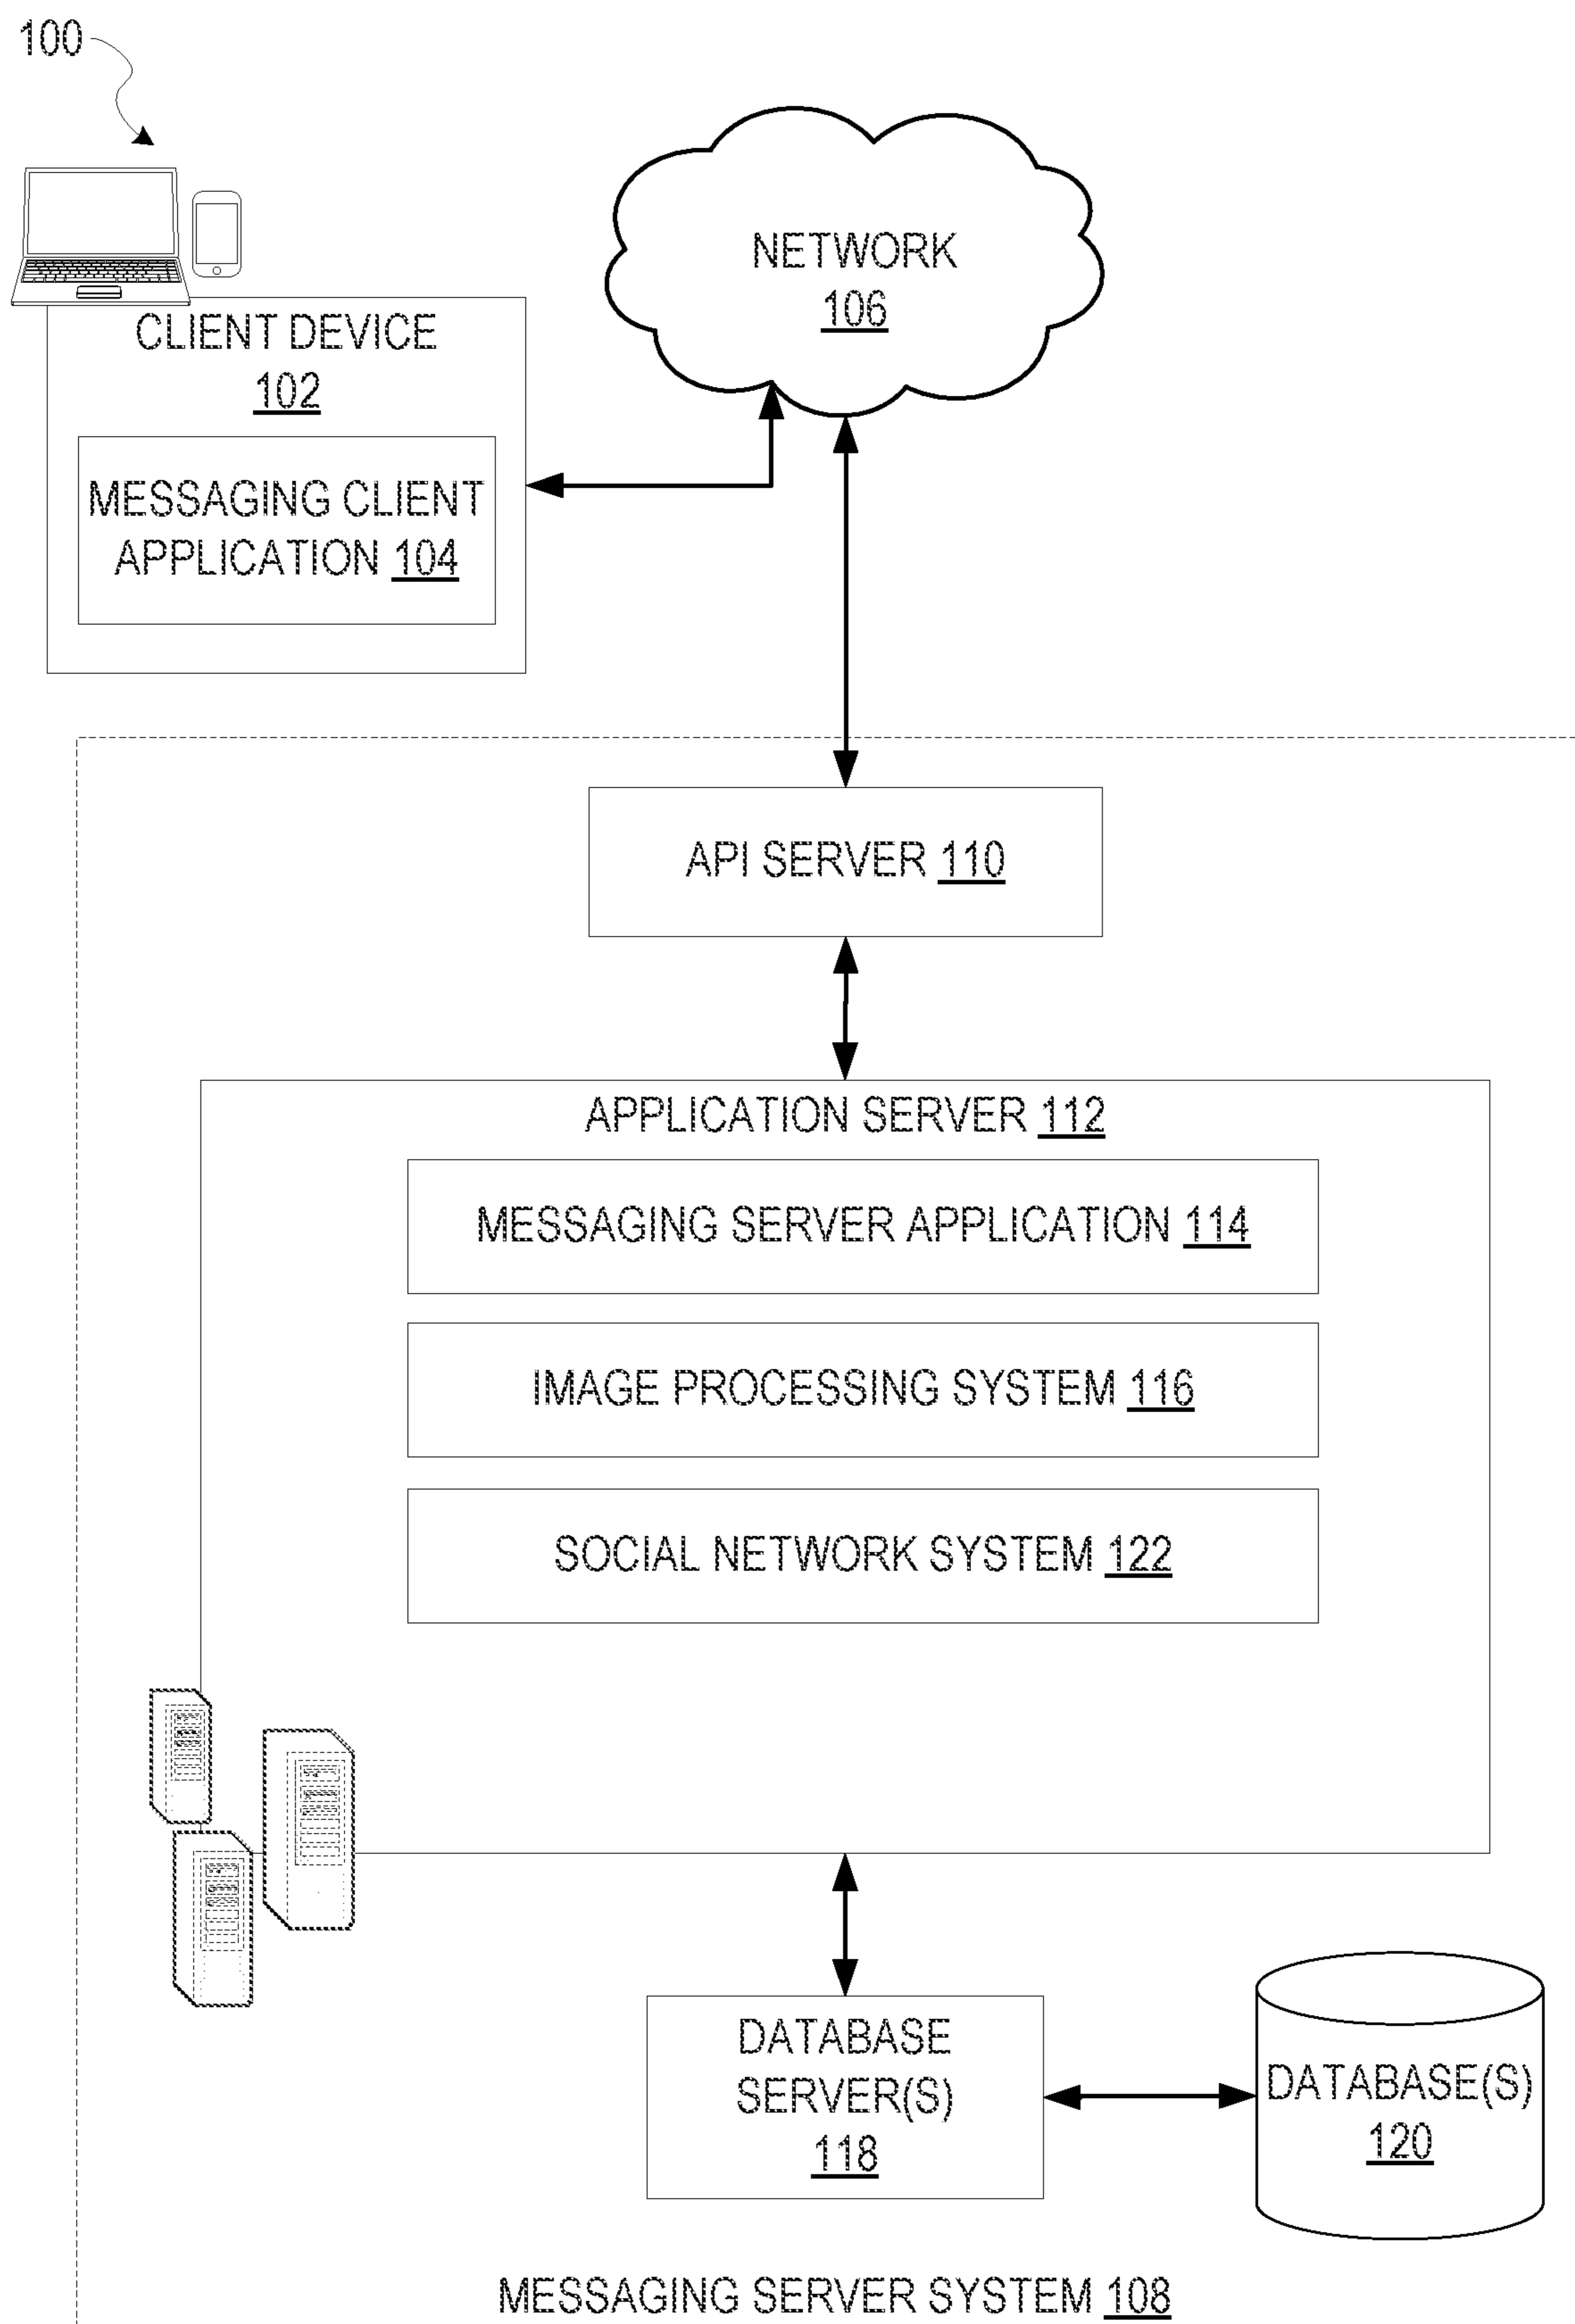 100
NETWORK
106
CLIENT DEVICE
102
MESSAGING CLIENT
APPLICATION 104
API SERVER 110
APPLICATION SERVER 112
MESSAGING SERVER APPLICATION 114
IMAGE PROCESSING SYSTEM 116
SOCIAL NETWORK SYSTEM 122
DATABASE
SERVER(S)
118
DATABASE(S)
120
MESSAGING SERVER SYSTEM 108